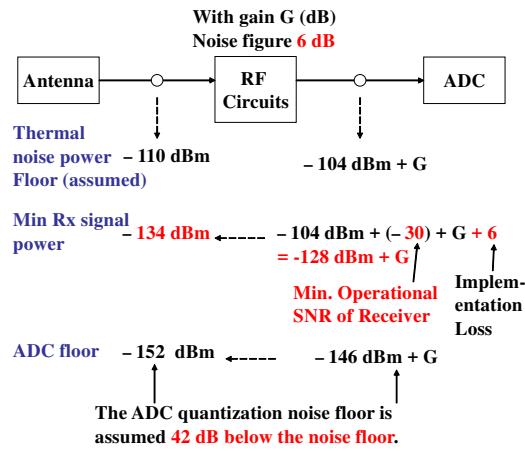 With gain G (dB)
Noise figure 6 dB
Antenna
RF
Circuits
ADC
Thermal
noise power
Floor (assumed)
– 110 dBm
– 104 dBm + G
Min Rx signal
power
– 134 dBm
– 104 dBm + (– 30) + G + 6
= -128 dBm + G
Min. Operational
SNR of Receiver
Implem-
entation
Loss
ADC floor
– 152 dBm
– 146 dBm + G
The ADC quantization noise floor is
assumed 42 dB below the noise floor.